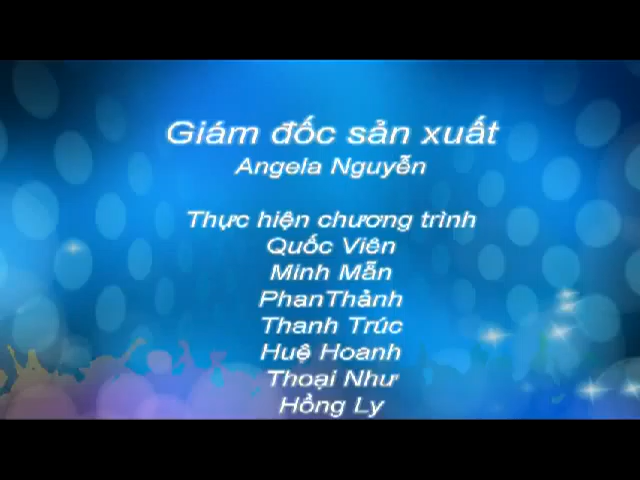 Giám đốc sản xuất
Angela Nguyễn
Thực hiện chương trình
Quốc Viên
Minh Mẫn
PhanThảnh
Thanh Trúc
Huệ Hoanh
Thoại Như
Hồng Ly